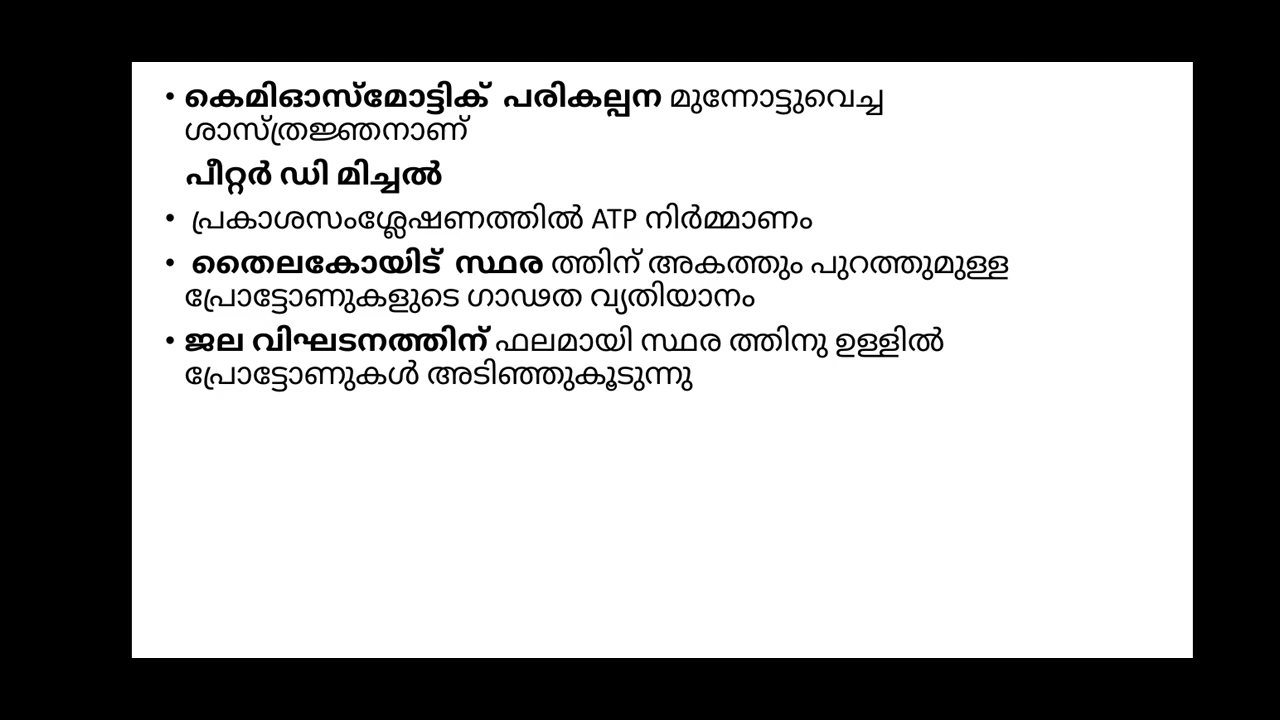 • കെമിഓസ്മോട്ടിക് പരികല്പന മുന്നോട്ടുവെച്ച
ശാസ്ത്രജ്ഞനാണ്
പീറ്റർ ഡി മിച്ചൽ
• പ്രകാശസംശ്ലേഷണത്തിൽ ATP നിർമ്മാണം
• തൈലകോയിട് സ്ഥര ത്തിന് അകത്തും പുറത്തുമുള്ള
പ്രോട്ടോണുകളുടെ ഗാഢത വ്യതിയാനം
• ജല വിഘടനത്തിന് ഫലമായി സ്ഥര ത്തിനു ഉള്ളിൽ
പ്രോട്ടോണുകൾ അടിഞ്ഞുകൂടുന്നു